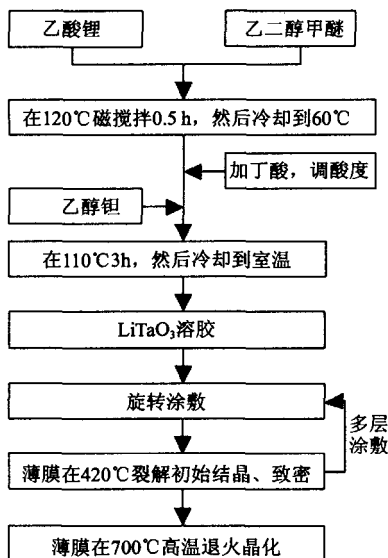 乙酸锂
乙二醇甲醚
在120℃磁搅拌0.5 h，然后冷却到60℃
加丁酸，调酸度
乙醇钽
在110℃3h，然后冷却到室温
LiTaO₃溶胶
旋转涂敷
多层
涂敷
薄膜在420℃裂解初始结晶、致密
薄膜在700℃高温退火晶化